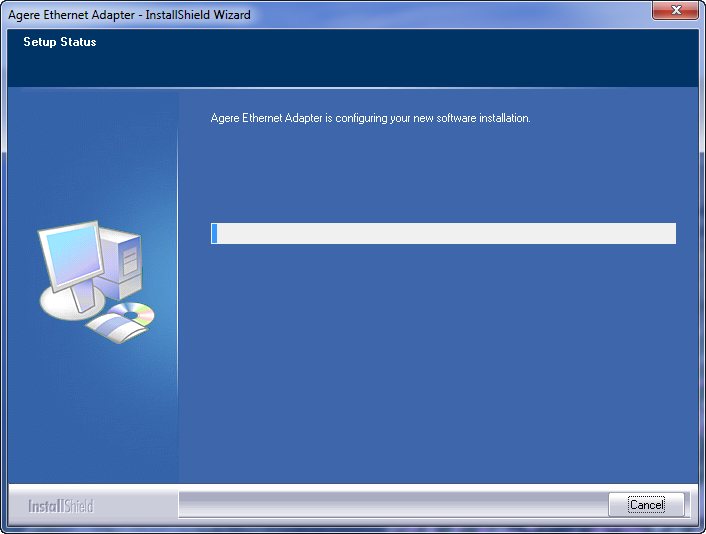 Agere Ethernet Adapter - InstallShield Wizard
Setup Status
Agere Ethernet Adapter is configuring your new software installation.
InstallShield
Cancel